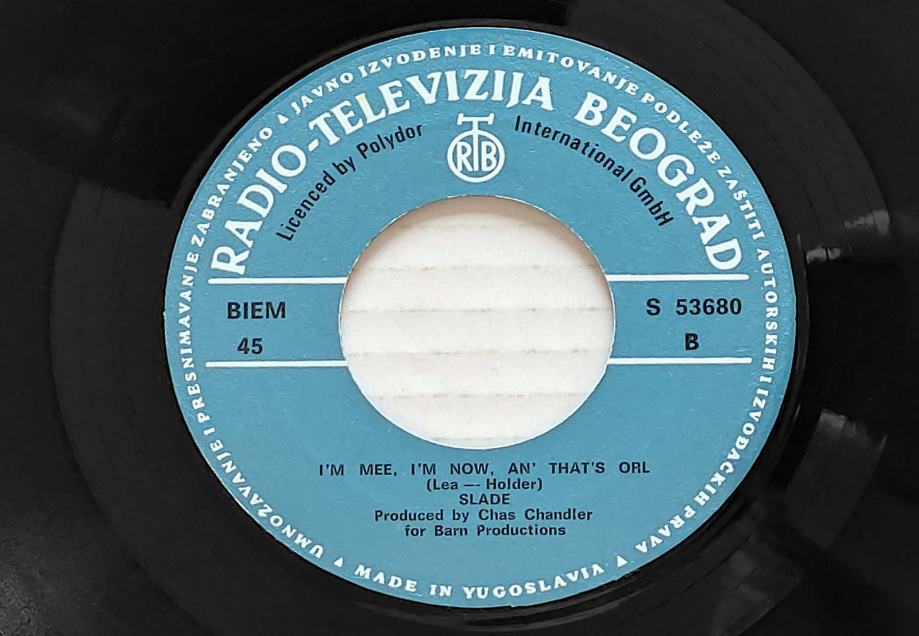 UMNOŽAVANJE I PRESNIMAVANJE ZABRANJENO ▲ JAVNO IZVOĐENJE I EMITOVANJE PODLEŽE ZAŠTITI AUTORSKIH I IZVOĐAČKIH PRAVA ▲
RADIO-TELEVIZIJA BEOGRAD
Licenced by Polydor International GmbH
RTB
BIEM
45
S 53680
B
I'M MEE, I'M NOW, AN' THAT'S ORL
(Lea — Holder)
SLADE
Produced by Chas Chandler
for Barn Productions
MADE IN YUGOSLAVIA ▲